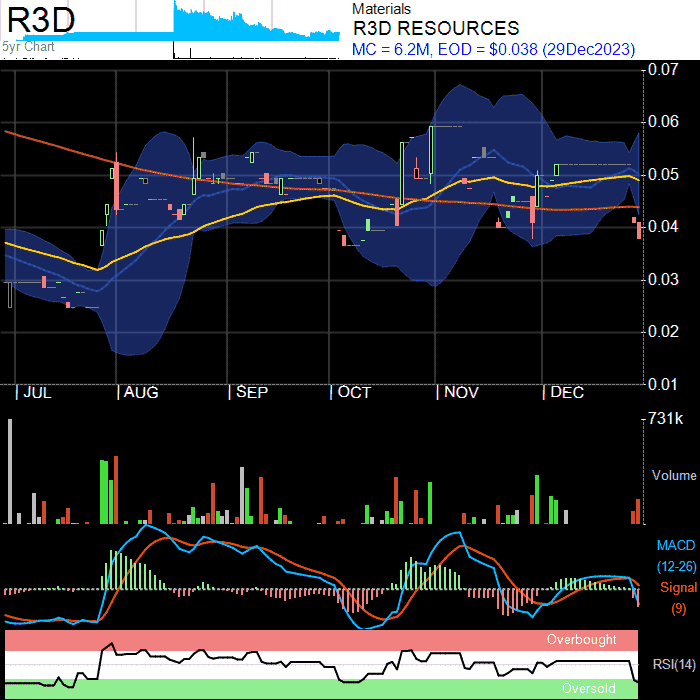 R3D
5yr Chart
Materials
R3D RESOURCES
MC = 6.2M, EOD = $0.038 (29Dec2023)
0.07
0.06
0.05
0.04
0.03
0.02
0.01
JUL AUG SEP OCT NOV DEC
731k
Volume
MACD
(12-26)
Signal
(9)
Overbought
RSI(14)
Oversold